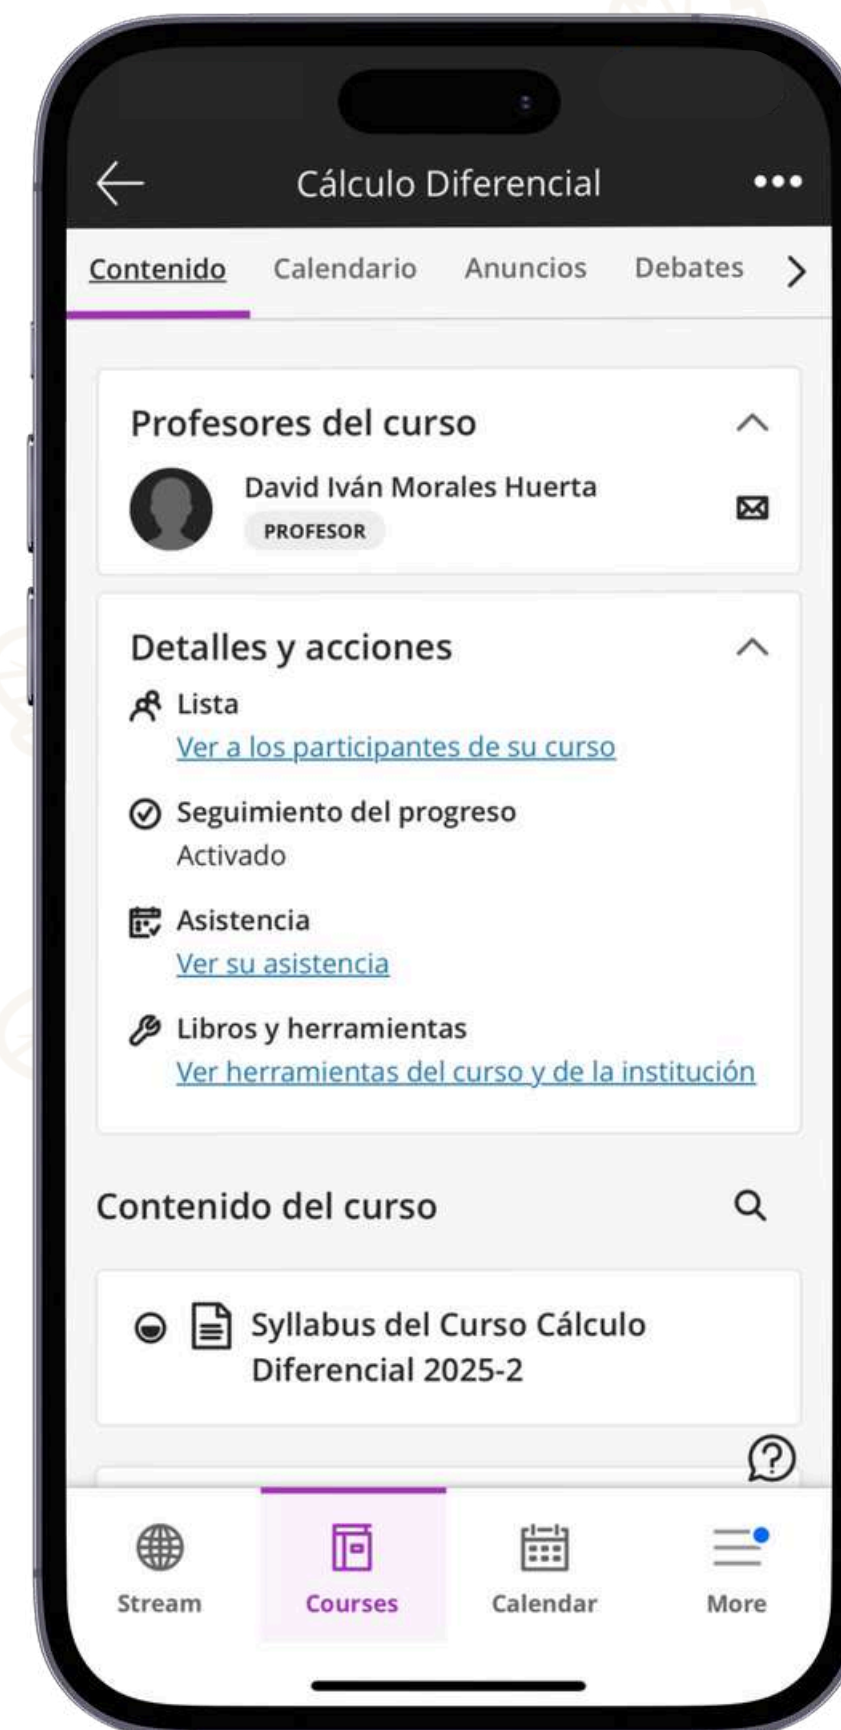 Cálculo Diferencial
Contenido Calendario Anuncios Debates
Profesores del curso
David Iván Morales Huerta
PROFESOR
Detalles y acciones
Lista
Ver a los participantes de su curso
Seguimiento del progreso
Activado
Asistencia
Ver su asistencia
Libros y herramientas
Ver herramientas del curso y de la institución
Contenido del curso
Syllabus del Curso Cálculo
Diferencial 2025-2
Stream Courses Calendar More